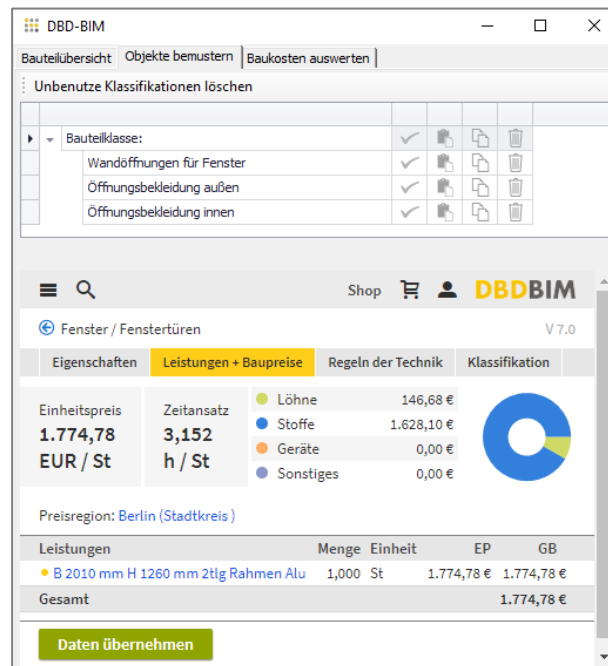 DBD-BIM
Bauteilübersicht Objekte bemustern Baukosten auswerten
Unbenutze Klassifikationen löschen
Bauteilklasse:
Wandöffnungen für Fenster
Öffnungsbekleidung außen
Öffnungsbekleidung innen
Shop DBDBIM
Fenster / Fenstertüren V 7.0
Eigenschaften Leistungen + Baupreise Regeln der Technik Klassifikation
Einheitspreis
1.774,78
EUR / St
Zeitansatz
3,152
h / St
Löhne 146,68 €
Stoffe 1.628,10 €
Geräte 0,00 €
Sonstiges 0,00 €
Preisregion: Berlin (Stadtkreis )
Leistungen Menge Einheit EP GB
B 2010 mm H 1260 mm 2tlg Rahmen Alu 1,000 St 1.774,78 € 1.774,78 €
Gesamt 1.774,78 €
Daten übernehmen